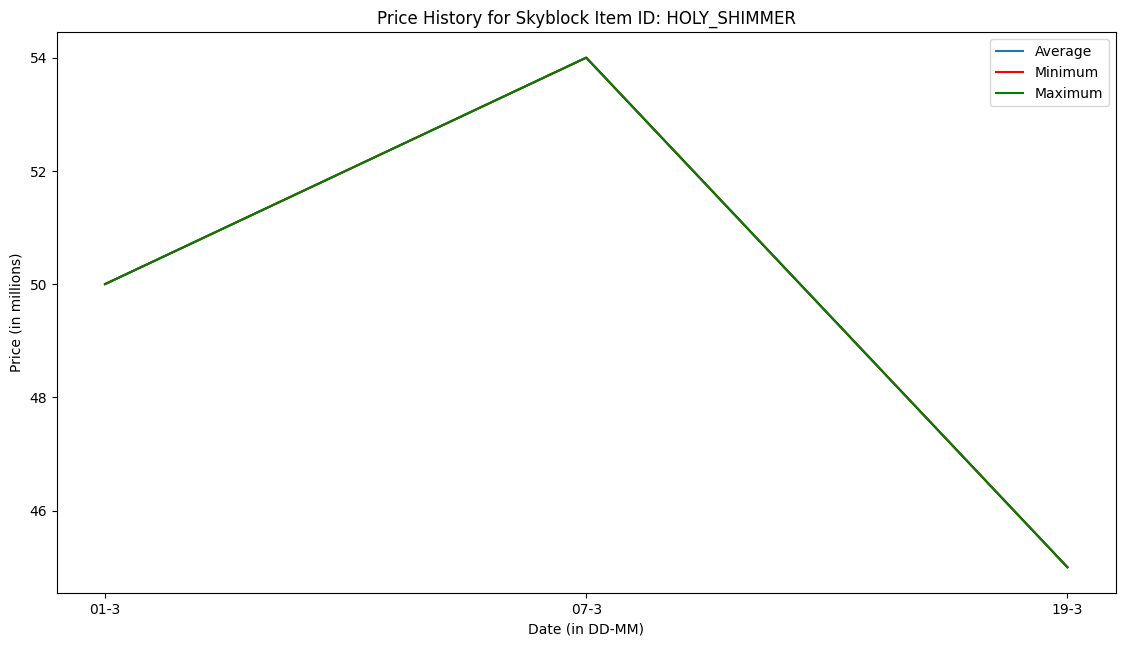 Price History for Skyblock Item ID: HOLY_SHIMMER
Average
Minimum
Maximum
Price (in millions)
54
52
50
48
46
01-3
07-3
19-3
Date (in DD-MM)